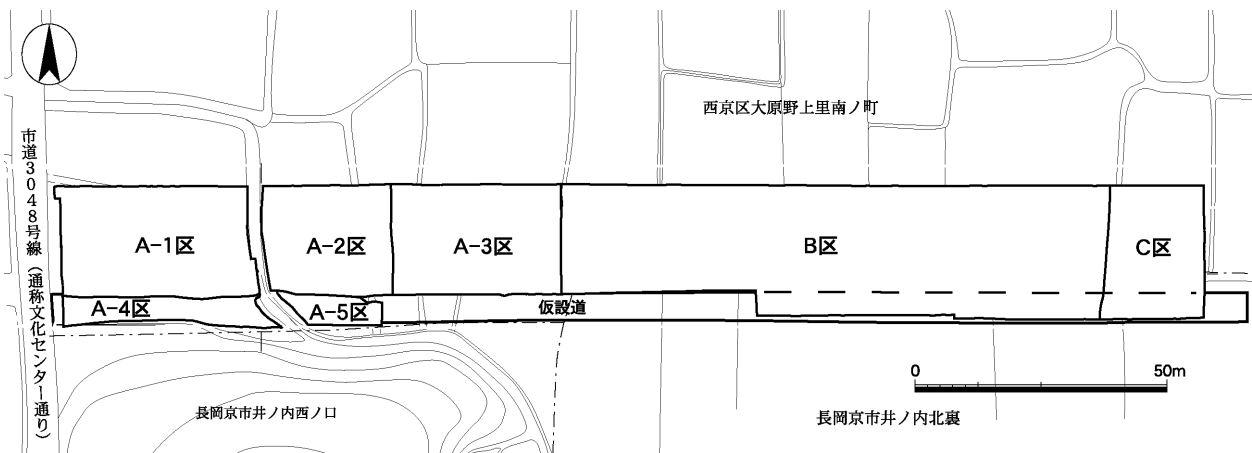 西京区大原野上里南ノ町
市道3048号線（通称文化センター通り）
A-1区
A-2区
A-3区
B区
C区
A-4区
A-5区
仮設道
0
50m
長岡京市井ノ内西ノ口
長岡京市井ノ内北裏